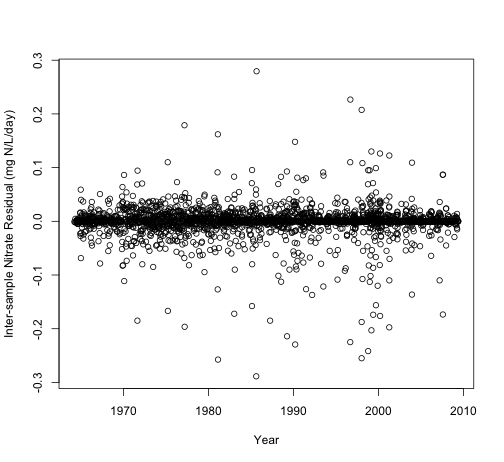 Inter-sample Nitrate Residual (mg N/L/day)
0.3
0.2
0.1
0.0
-0.1
-0.2
-0.3
1970 1980 1990 2000 2010
Year